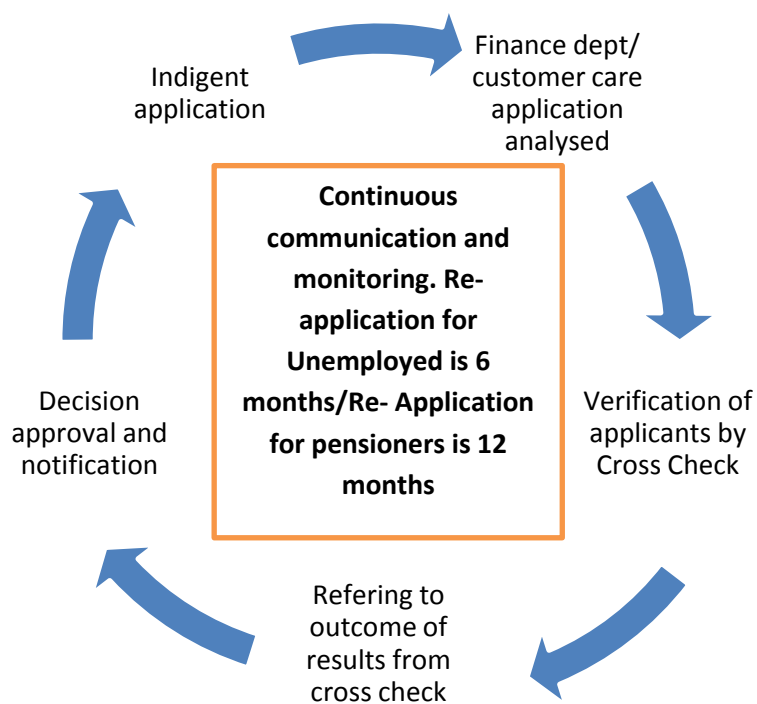 Indigent
application
Finance dept/
customer care
application
analysed
Verification of
applicants by
Cross Check
Refering to
outcome of
results from
cross check
Decision
approval and
notification
Continuous
communication and
monitoring. Re-
application for
Unemployed is 6
months/Re- Application
for pensioners is 12
months